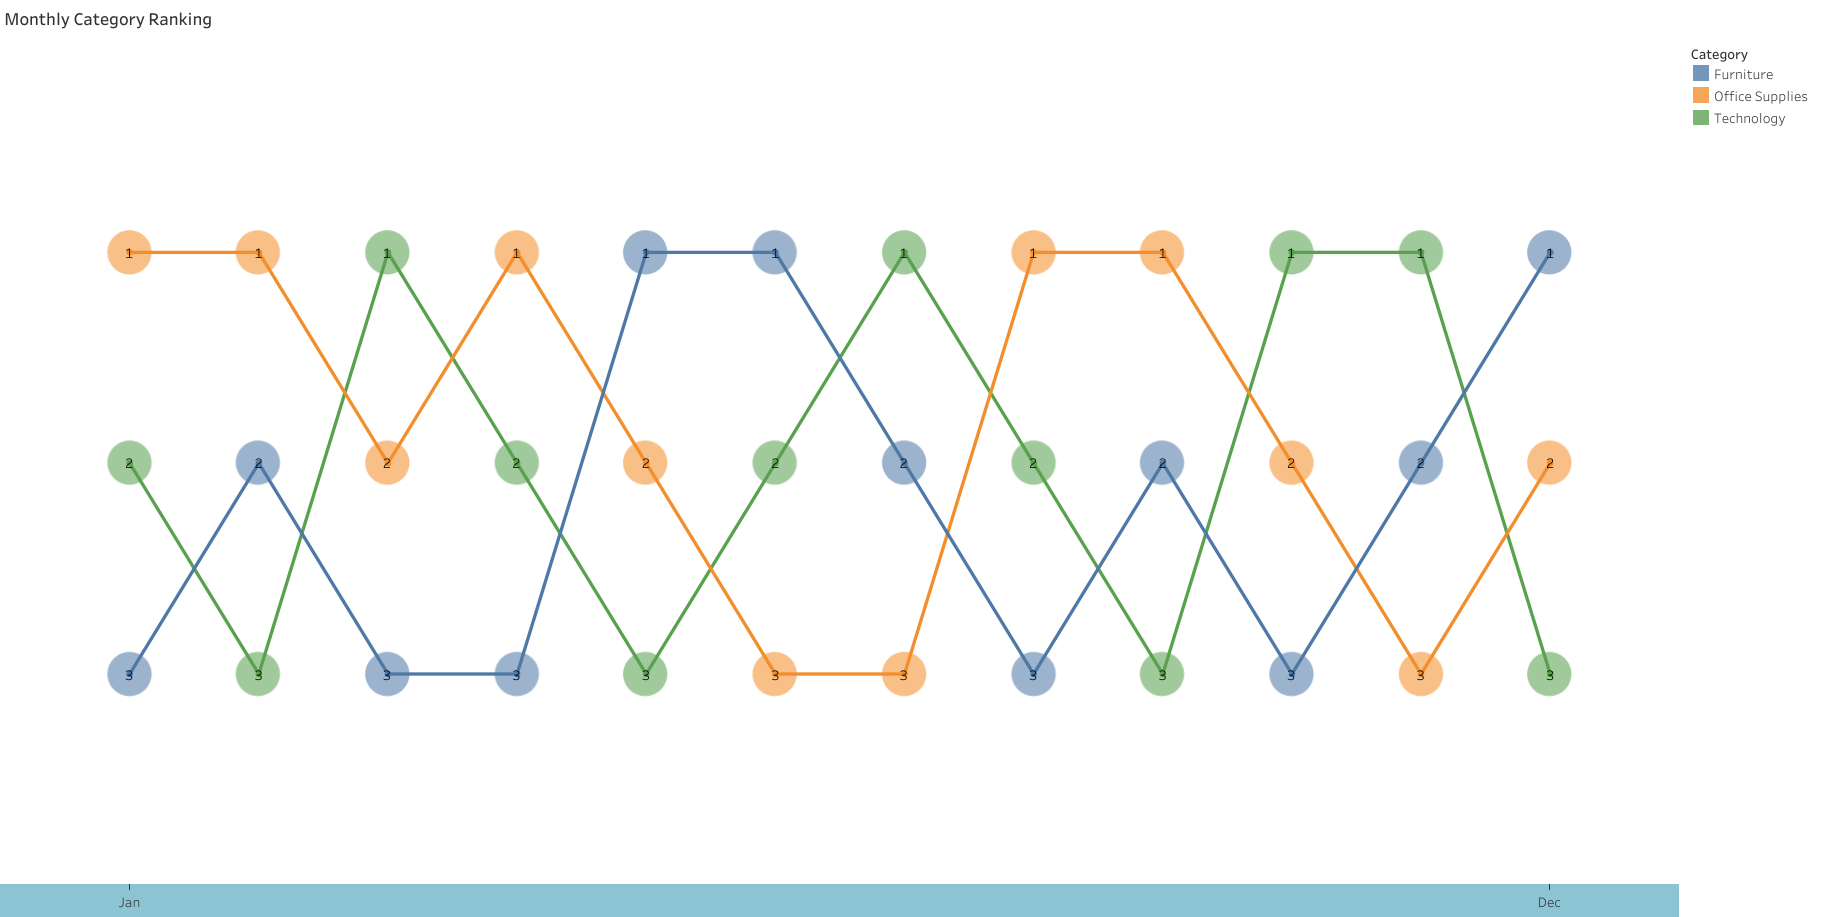 Monthly Category Ranking
Category
Furniture
Office Supplies
Technology
1 1 1 1 1 1 1 1 1 1 1 1
2 2 2 2 2 2 2 2 2 2 2 2
3 3 3 3 3 3 3 3 3 3 3 3
Jan Dec